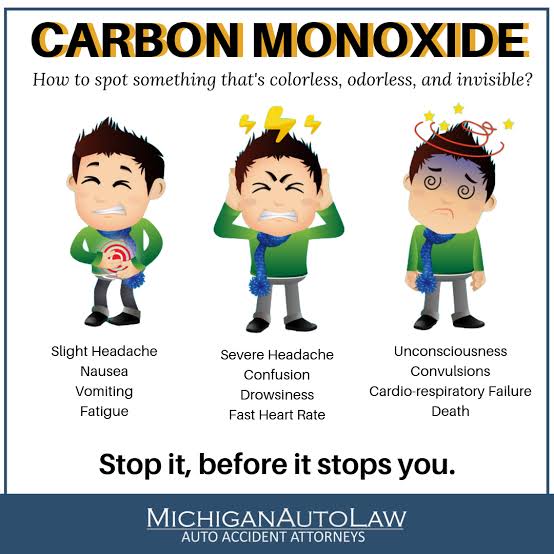 CARBON MONOXIDE
How to spot something that's colorless, odorless, and invisible?
Slight Headache
Nausea
Vomiting
Fatigue
Severe Headache
Confusion
Drowsiness
Fast Heart Rate
Unconsciousness
Convulsions
Cardio-respiratory Failure
Death
Stop it, before it stops you.
MICHIGANAUTOLAW
AUTO ACCIDENT ATTORNEYS